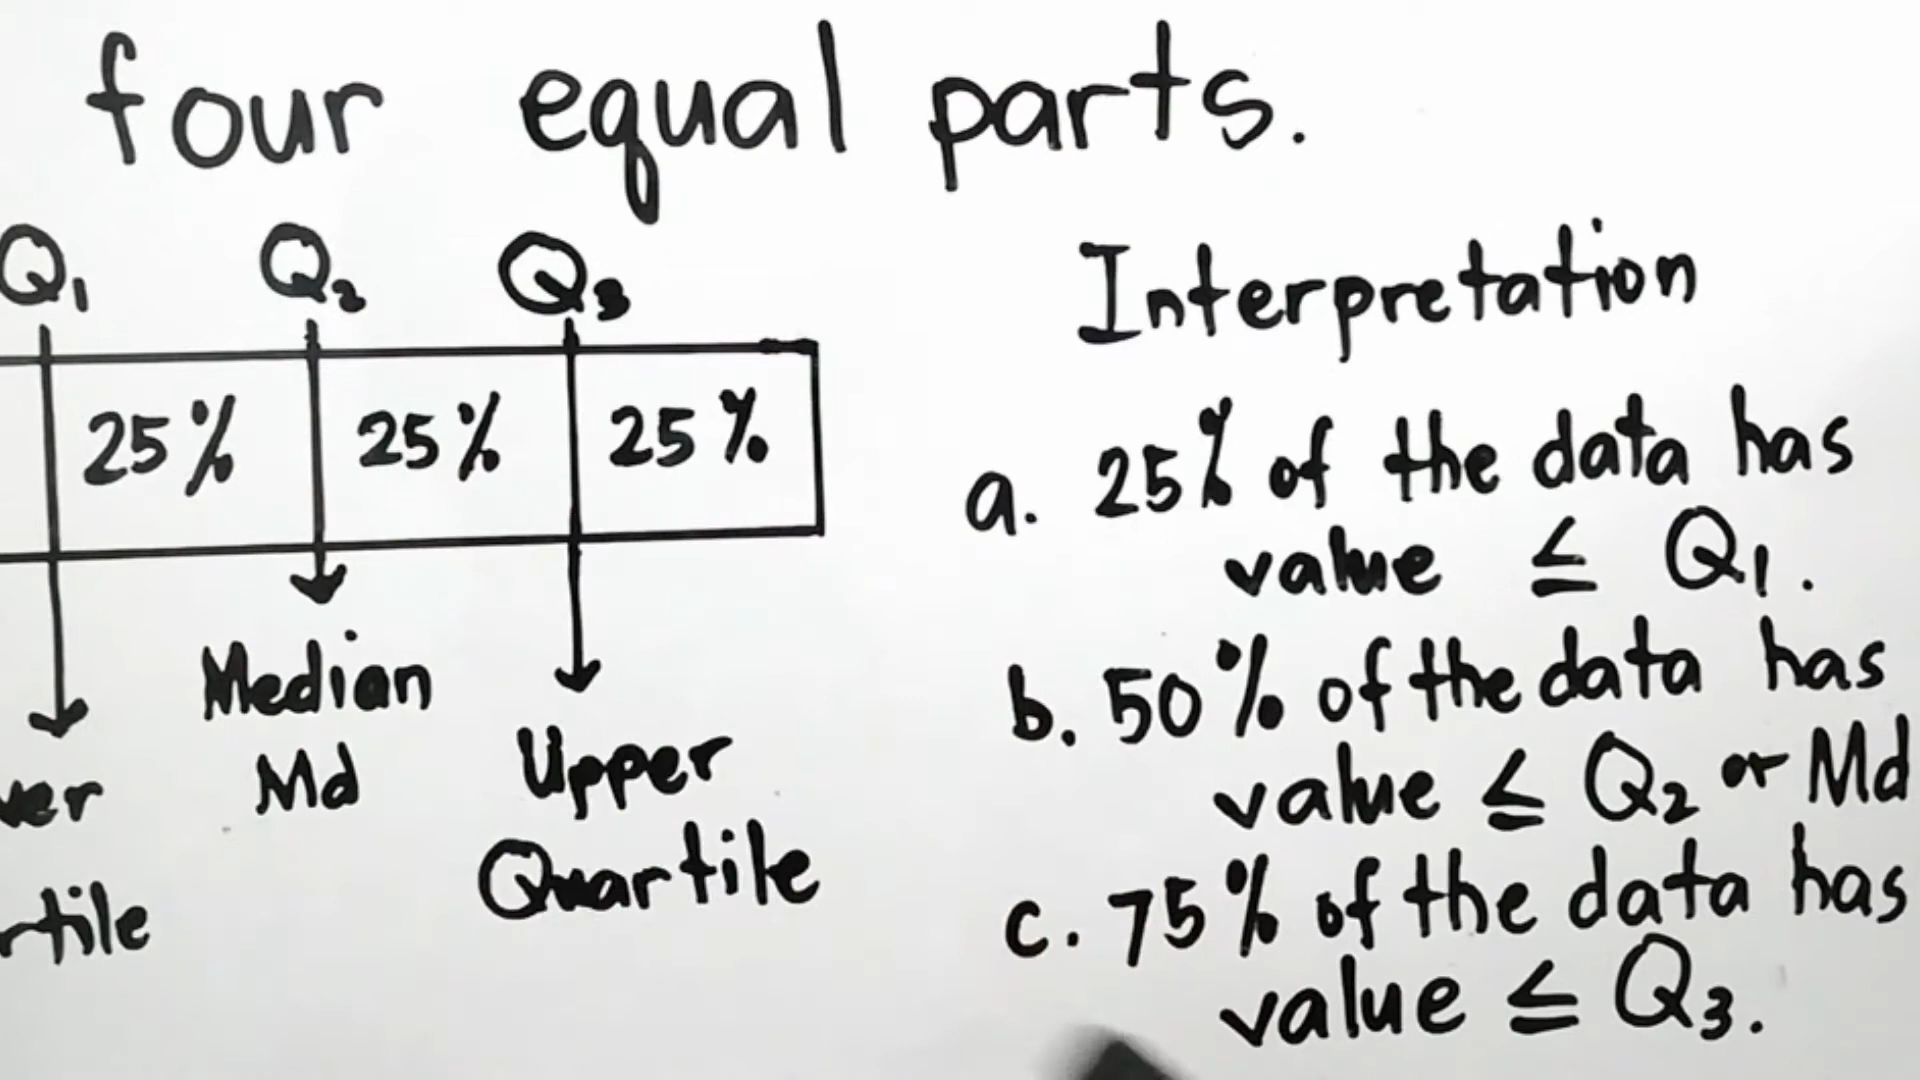 four equal parts.
Q1 Q2 Q3
25% 25% 25%
Median
Md
Upper
Quartile
Interpretation
a. 25% of the data has
value ≤ Q1.
b. 50% of the data has
value ≤ Q2 or Md
c. 75% of the data has
value ≤ Q3.